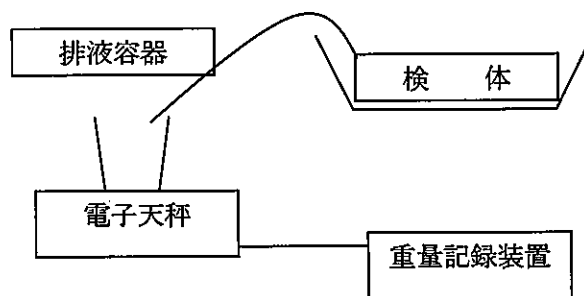 排液容器
検　体
電子天秤
重量記録装置